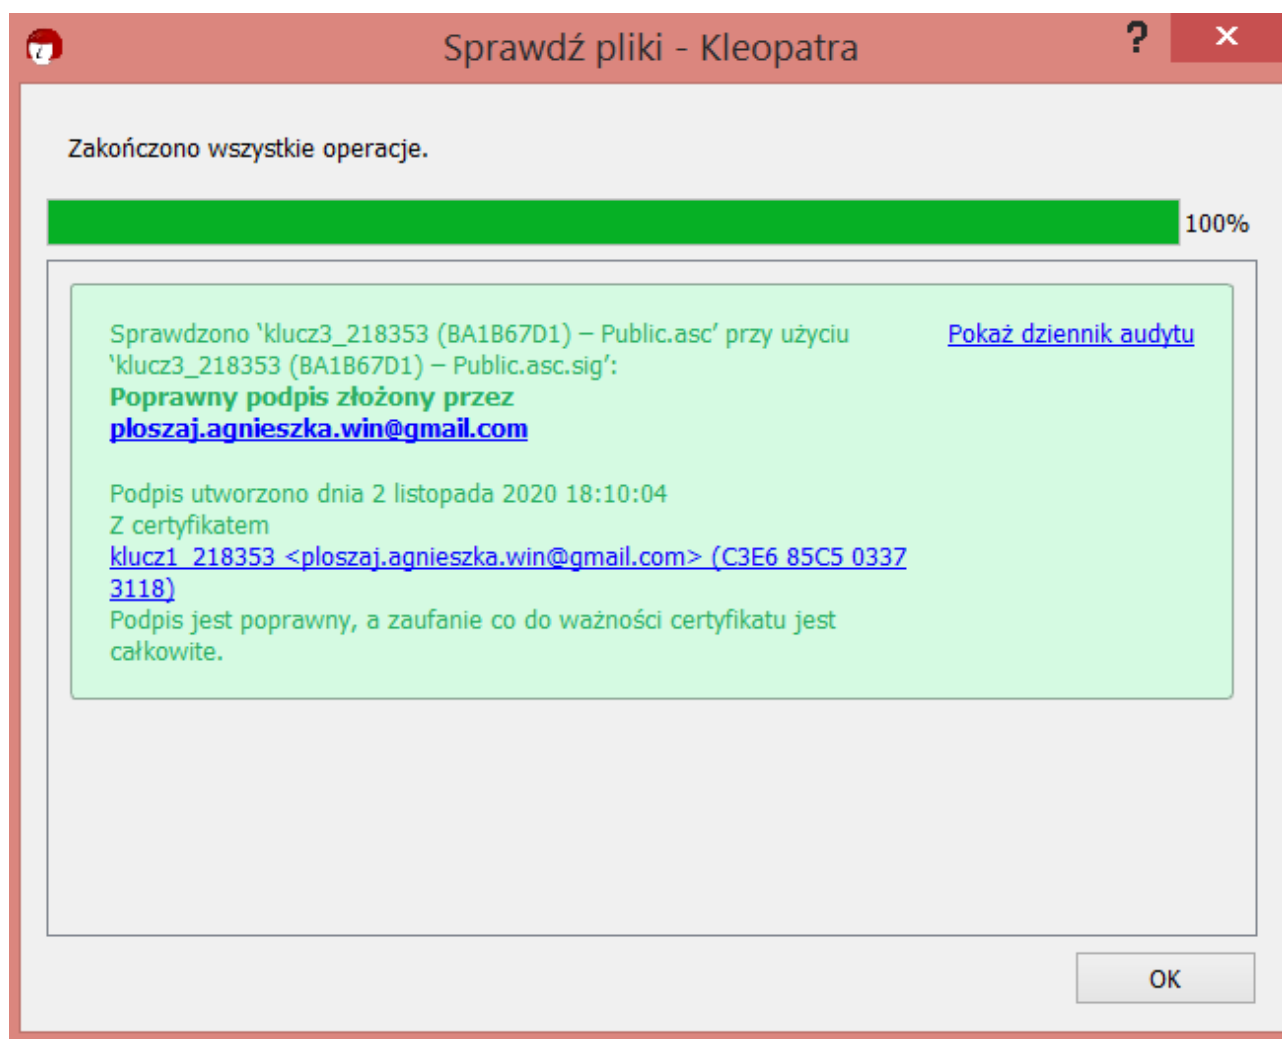 Sprawdź pliki - Kleopatra
?
Zakończono wszystkie operacje.
100%
Sprawdzono ‘klucz3_218353 (BA1B67D1) – Public.asc’ przy użyciu
Pokaż dziennik audytu
‘klucz3_218353 (BA1B67D1) – Public.asc.sig’:
Poprawny podpis złożony przez
ploszaj.agnieszka.win@gmail.com
Podpis utworzono dnia 2 listopada 2020 18:10:04
Z certyfikatem
klucz1_218353 <ploszaj.agnieszka.win@gmail.com> (C3E6 85C5 0337
3118)
Podpis jest poprawny, a zaufanie co do ważności certyfikatu jest
całkowite.
OK